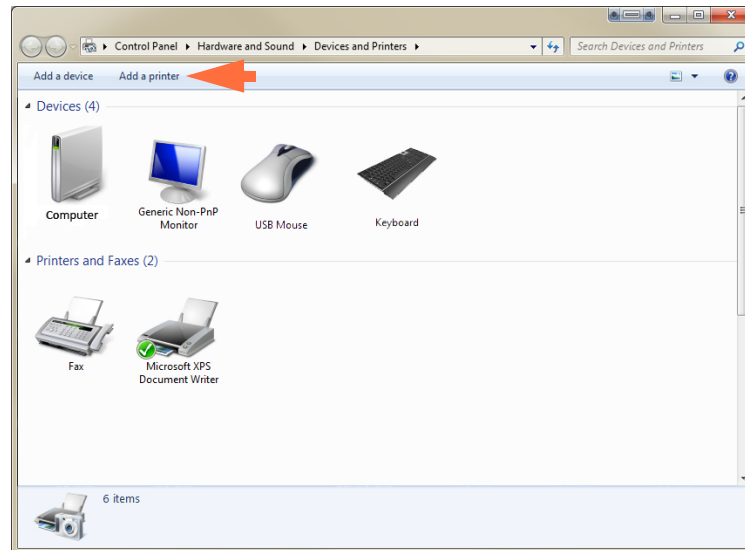 Control Panel ▸ Hardware and Sound ▸ Devices and Printers ▸ Search Devices and Printers
Add a device Add a printer
Devices (4)
Computer
Generic Non-PnP
Monitor
USB Mouse
Keyboard
Printers and Faxes (2)
Fax
Microsoft XPS
Document Writer
6 items